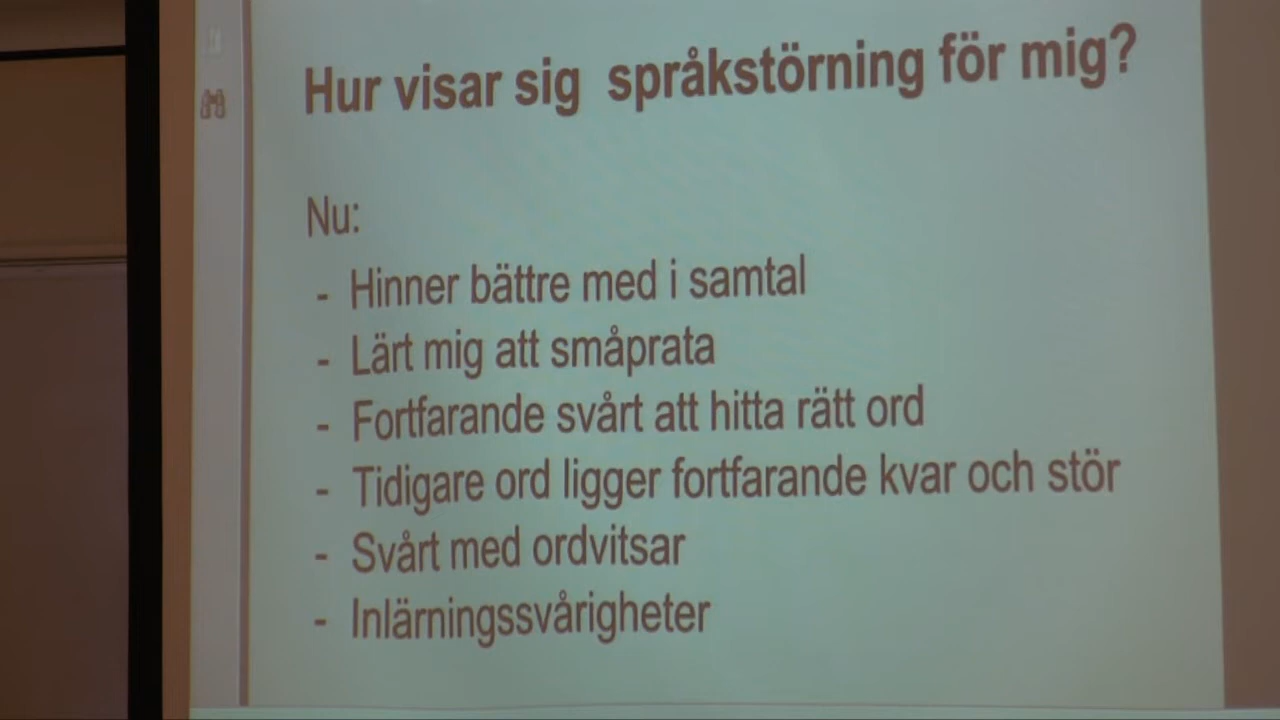 Hur visar sig språkstörning för mig?
Nu:
- Hinner bättre med i samtal
- Lärt mig att småprata
- Fortfarande svårt att hitta rätt ord
- Tidigare ord ligger fortfarande kvar och stör
- Svårt med ordvitsar
- Inlärningssvårigheter